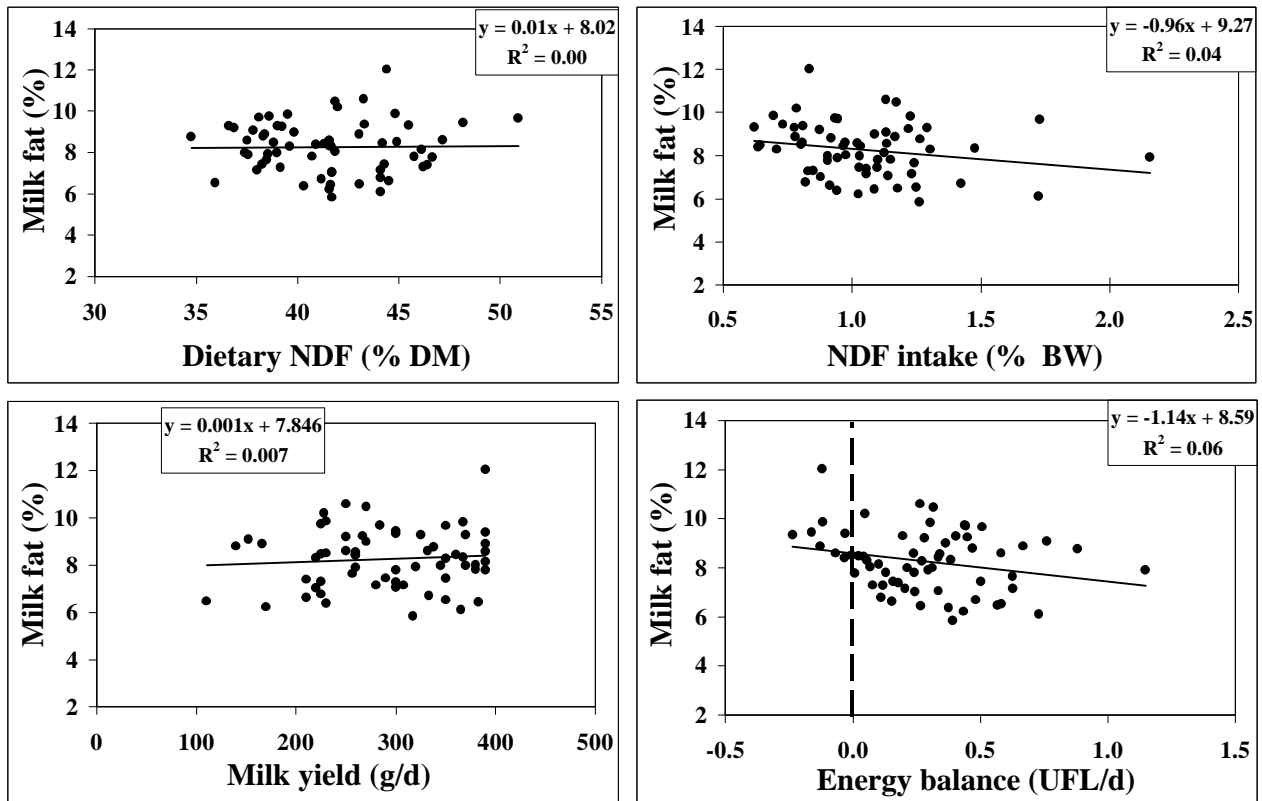 y = 0.01x + 8.02
R² = 0.00
14
12
10
8
6
4
2
Milk fat (%)
30 35 40 45 50 55
Dietary NDF (% DM)
y = -0.96x + 9.27
R² = 0.04
14
12
10
8
6
4
2
Milk fat (%)
0.5 1.0 1.5 2.0 2.5
NDF intake (% BW)
y = 0.001x + 7.846
R² = 0.007
14
12
10
8
6
4
2
Milk fat (%)
0 100 200 300 400 500
Milk yield (g/d)
y = -1.14x + 8.59
R² = 0.06
14
12
10
8
6
4
2
Milk fat (%)
-0.5 0.0 0.5 1.0 1.5
Energy balance (UFL/d)